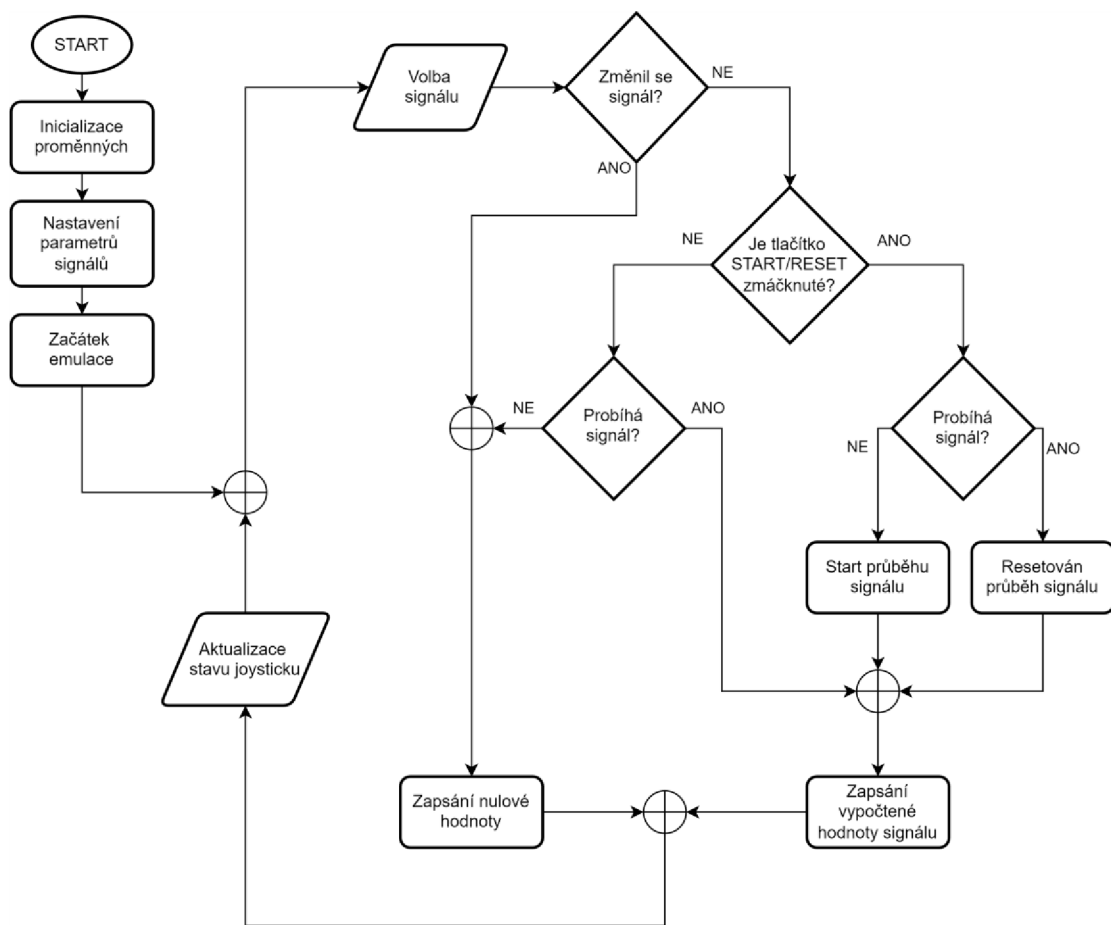 START
Inicializace
proměnných
Nastavení
parametrů
signálů
Začátek
emulace
Volba
signálu
Změnil se
signál?
NE
ANO
Je tlačítko
START/RESET
zmáčknuté?
NE
ANO
Probíhá
signál?
NE
ANO
Probíhá
signál?
NE
ANO
Start průběhu
signálu
Resetován
průběh signálu
Aktualizace
stavu joysticku
Zapsání nulové
hodnoty
Zapsání
vypočtené
hodnoty signálu